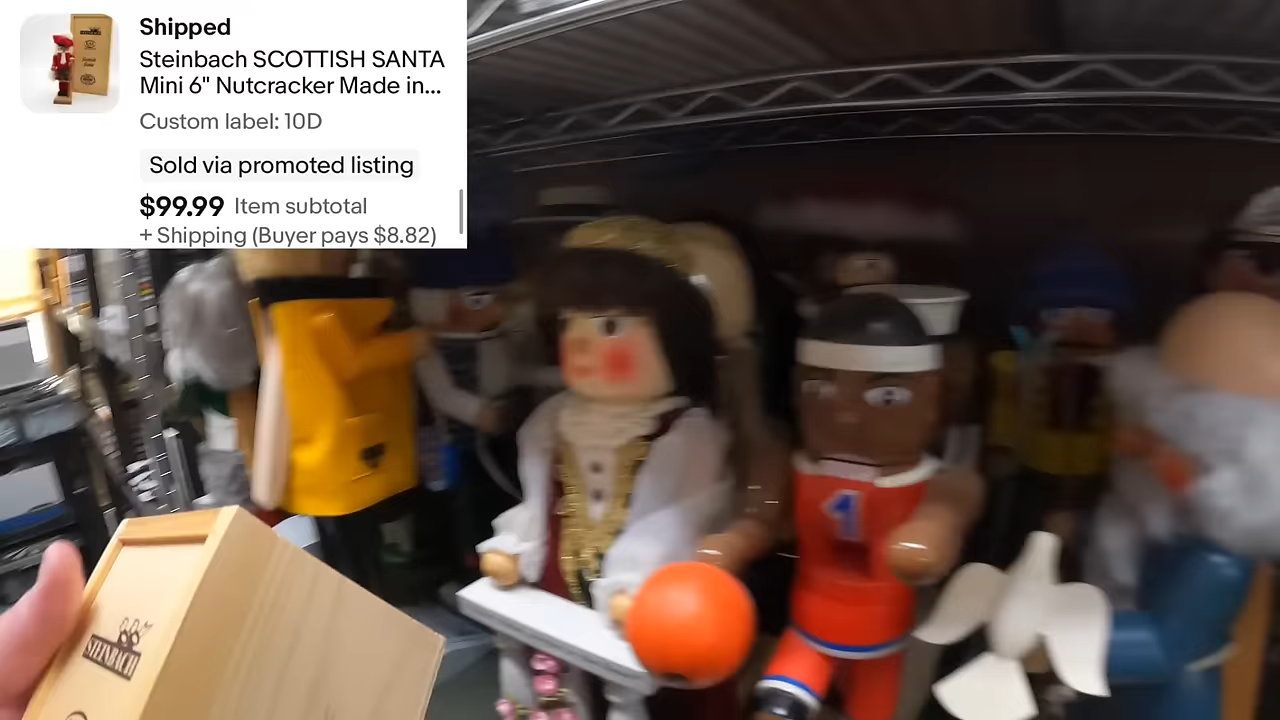 Shipped
Steinbach SCOTTISH SANTA
Mini 6" Nutcracker Made in...
Custom label: 10D
Sold via promoted listing
$99.99 Item subtotal
+ Shipping (Buyer pays $8.82)
1
STEINBACH